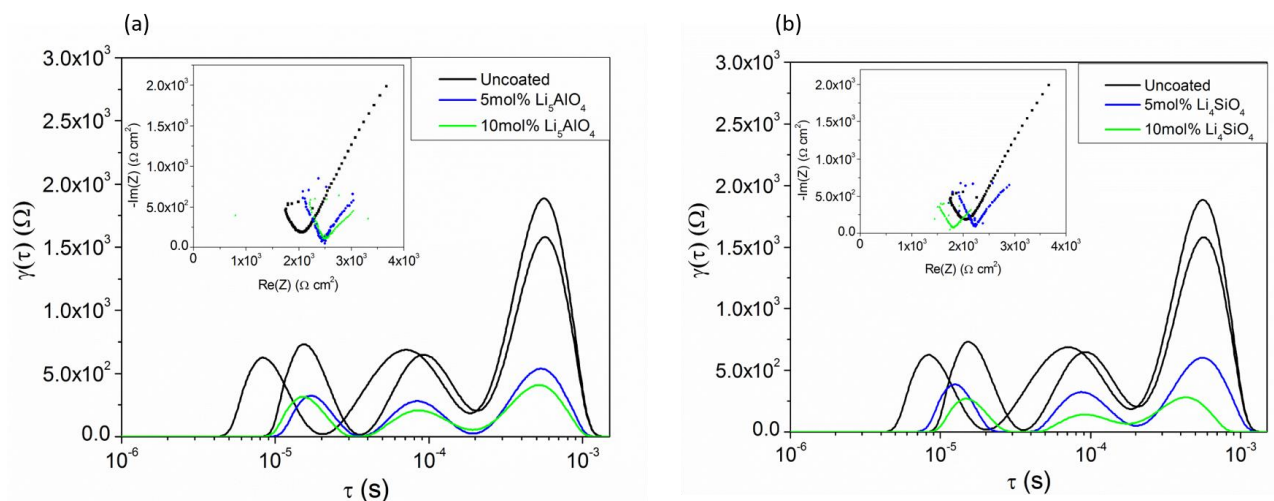 (a)
3.0x10³
2.5x10³
2.0x10³
1.5x10³
1.0x10³
5.0x10²
0.0
γ(τ) (Ω)
10⁻⁶
10⁻⁵
10⁻⁴
10⁻³
τ (s)
Uncoated
5mol% Li₅AlO₄
10mol% Li₅AlO₄
2.0x10³
1.5x10³
1.0x10³
5.0x10²
0.0
-Im(Z) (Ω cm²)
1x10³
2x10³
3x10³
4x10³
Re(Z) (Ω cm²)
(b)
3.0x10³
2.5x10³
2.0x10³
1.5x10³
1.0x10³
5.0x10²
0.0
γ(τ) (Ω)
10⁻⁶
10⁻⁵
10⁻⁴
10⁻³
τ (s)
Uncoated
5mol% Li₄SiO₄
10mol% Li₄SiO₄
2.0x10³
1.5x10³
1.0x10³
5.0x10²
0.0
-Im(Z) (Ω cm²)
0
1x10³
2x10³
3x10³
4x10³
Re(Z) (Ω cm²)